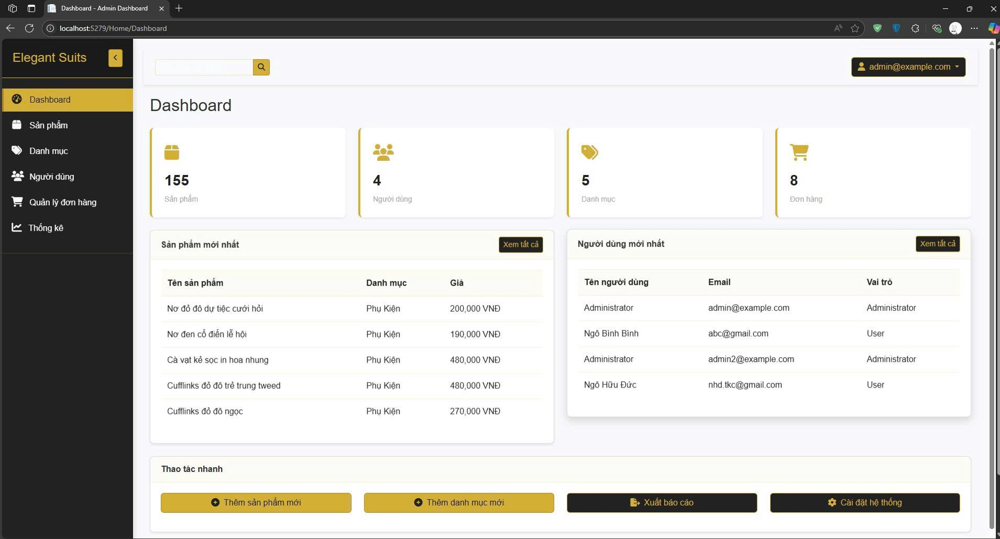 Dashboard - Admin Dashboard
localhost:5279/Home/Dashboard
Elegant Suits
admin@example.com
Dashboard
Sản phẩm
Danh mục
Người dùng
Quản lý đơn hàng
Thống kê
Dashboard
155
Sản phẩm
4
Người dùng
5
Danh mục
8
Đơn hàng
Sản phẩm mới nhất
Xem tất cả
Tên sản phẩm Danh mục Giá
Nơ đỏ đô dự tiệc cưới hỏi Phụ Kiện 200,000 VNĐ
Nơ đen cổ điển lễ hội Phụ Kiện 190,000 VNĐ
Cà vạt kẻ sọc in hoa nhung Phụ Kiện 480,000 VNĐ
Cufflinks đỏ đô trẻ trung tweed Phụ Kiện 480,000 VNĐ
Cufflinks đỏ đô ngọc Phụ Kiện 270,000 VNĐ
Người dùng mới nhất
Xem tất cả
Tên người dùng Email Vai trò
Administrator admin@example.com Administrator
Ngô Bình Bình abc@gmail.com User
Administrator admin2@example.com Administrator
Ngô Hữu Đức nhd.tkc@gmail.com User
Thao tác nhanh
Thêm sản phẩm mới
Thêm danh mục mới
Xuất báo cáo
Cài đặt hệ thống